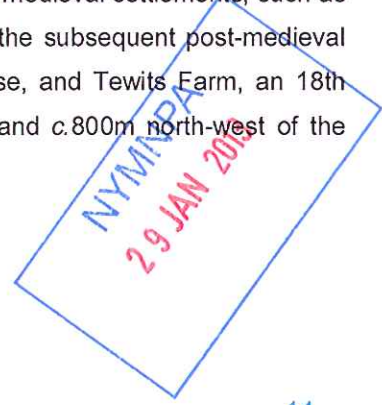 medieval settlements, such as
the subsequent post-medieval
se, and Tewits Farm, an 18th
and c.800m north-west of the
NYMNPA
29 JAN 2013